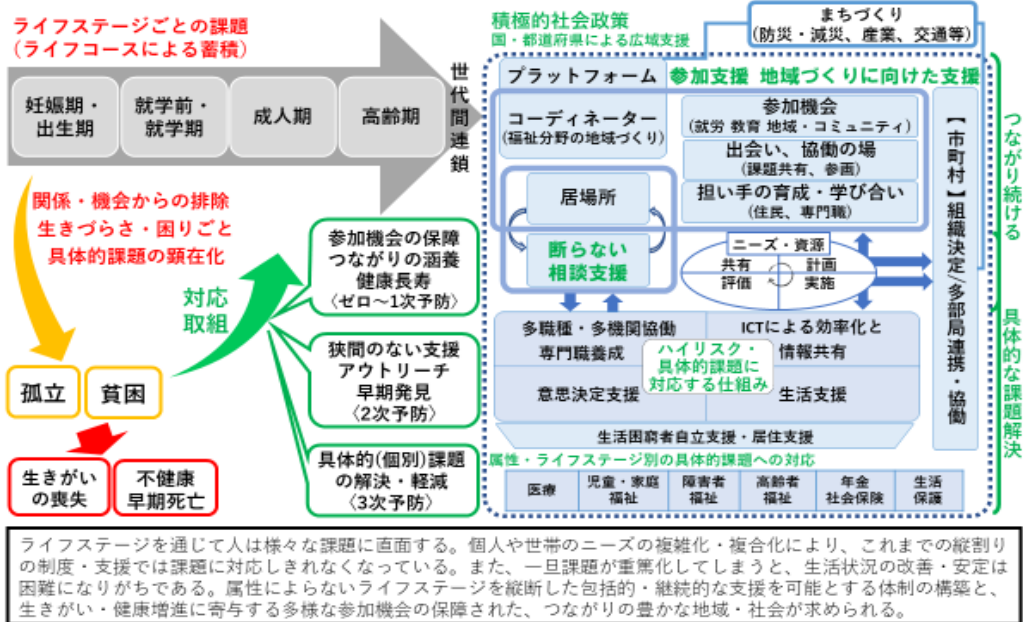 ライフステージごとの課題
(ライフコースによる蓄積)
妊娠期・
出生期
就学前・
就学期
成人期
高齢期
世代間連鎖
関係・機会からの排除
生きづらさ・困りごと
具体的課題の顕在化
対応
取組
孤立
貧困
生きがい
の喪失
不健康
早期死亡
参加機会の保障
つながりの涵養
健康長寿
〈ゼロ～1次予防〉
狭間のない支援
アウトリーチ
早期発見
〈2次予防〉
具体的(個別)課題
の解決・軽減
〈3次予防〉
積極的社会政策
国・都道府県による広域支援
まちづくり
(防災・減災、産業、交通等)
プラットフォーム
参加支援 地域づくりに向けた支援
コーディネーター
(福祉分野の地域づくり)
参加機会
(就労 教育 地域・コミュニティ)
出会い、協働の場
(課題共有、参画)
担い手の育成・学び合い
(住民、専門職)
居場所
断らない
相談支援
ニーズ・資源
共有
計画
評価
実施
多職種・多機関協働
ICTによる効率化と
専門職養成
情報共有
ハイリスク・
具体的課題に
対応する仕組み
意思決定支援
生活支援
生活困窮者自立支援・居住支援
【市町村】組織決定/多部局連携・協働
つながり続ける
具体的な課題解決
属性・ライフステージ別の具体的課題への対応
医療
児童・家庭
福祉
障害者
福祉
高齢者
福祉
年金
社会保険
生活
保護
ライフステージを通じて人は様々な課題に直面する。個人や世帯のニーズの複雑化・複合化により、これまでの縦割り
の制度・支援では課題に対応しきれなくなっている。また、一旦課題が重篤化してしまうと、生活状況の改善・安定は
困難になりがちである。属性によらないライフステージを縦断した包括的・継続的な支援を可能とする体制の構築と、
生きがい・健康増進に寄与する多様な参加機会の保障された、つながりの豊かな地域・社会が求められる。